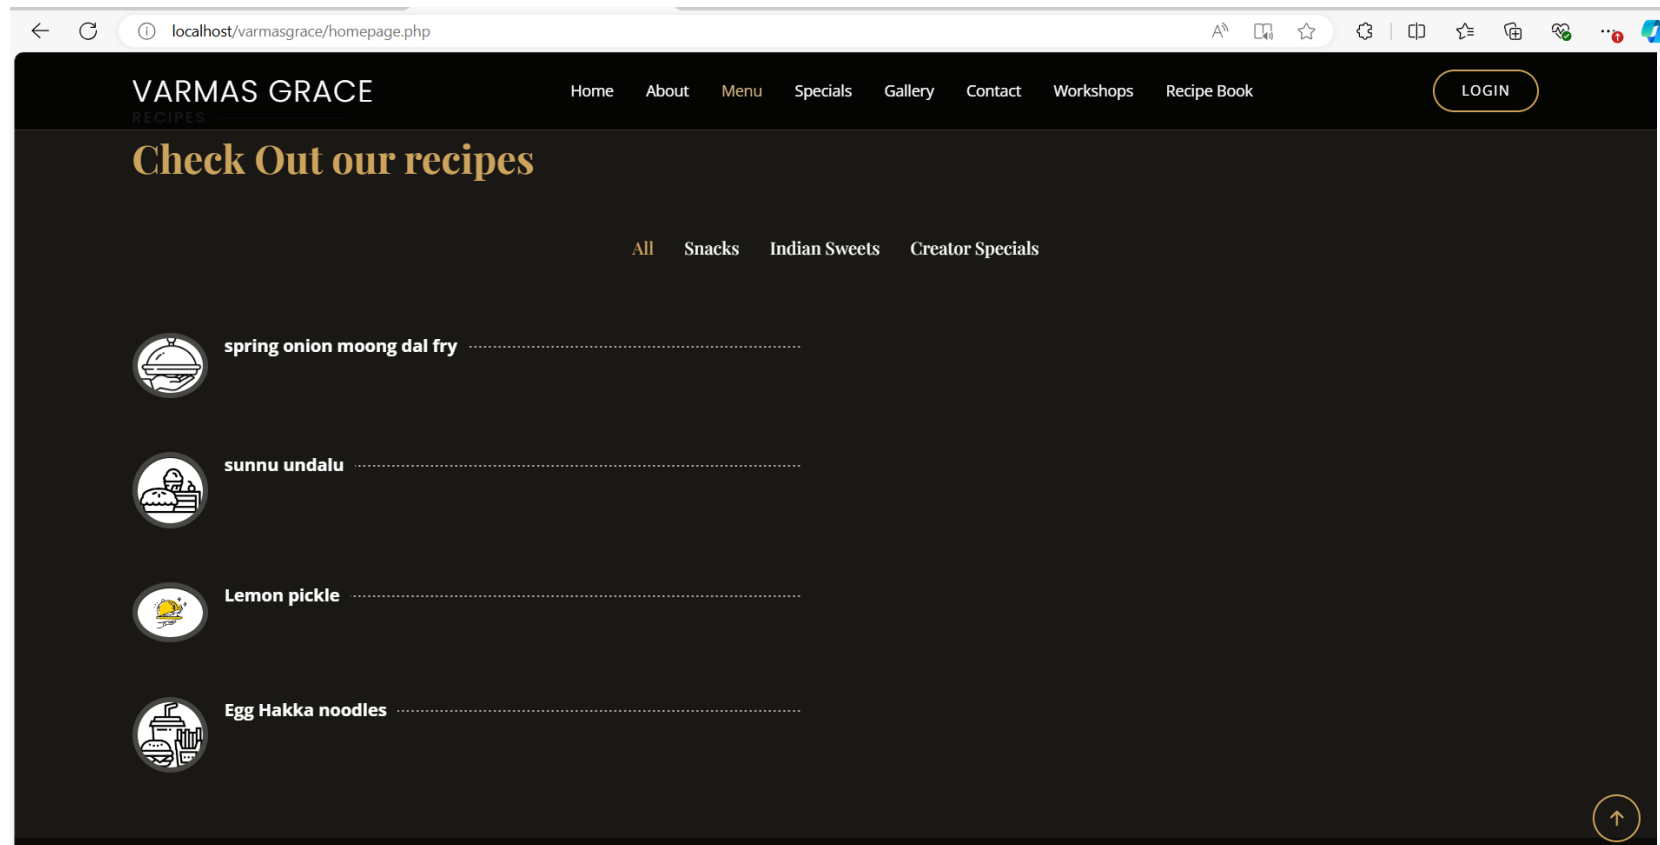 localhost/varmasgrace/homepage.php
VARMAS GRACE
Home About Menu Specials Gallery Contact Workshops Recipe Book LOGIN
RECIPES
Check Out our recipes
All Snacks Indian Sweets Creator Specials
spring onion moong dal fry
sunnu undalu
Lemon pickle
Egg Hakka noodles